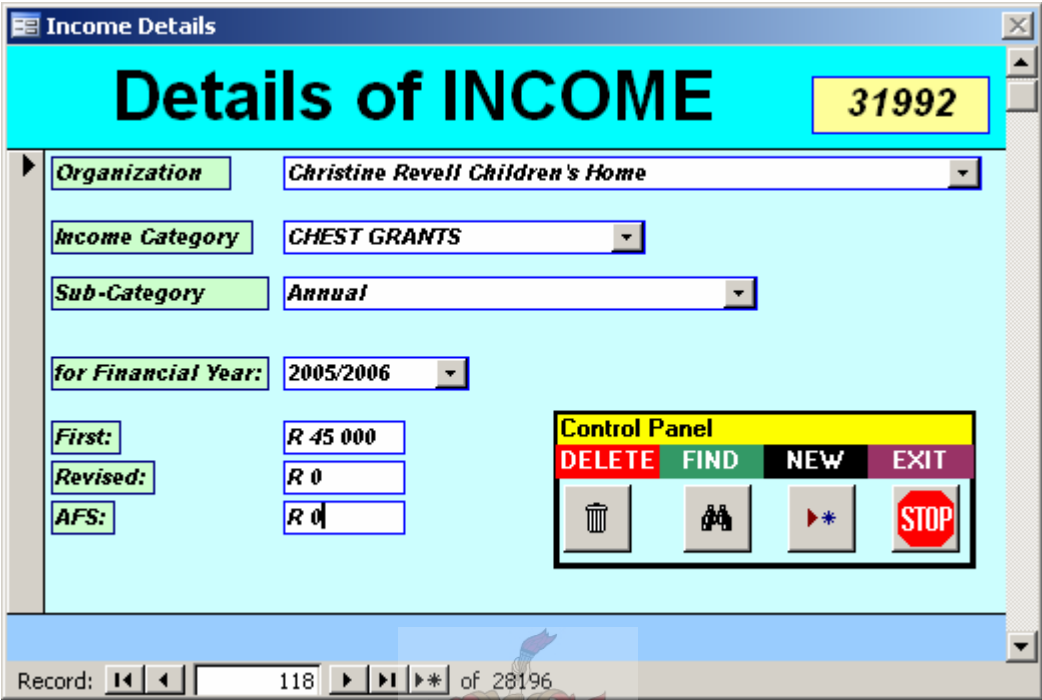 Income Details
Details of INCOME 31992
Organization Christine Revell Children's Home
Income Category CHEST GRANTS
Sub-Category Annual
for Financial Year: 2005/2006
First: R 45 000
Revised: R 0
AFS: R 0
Control Panel
DELETE FIND NEW EXIT
STOP
Record: 118 of 28196